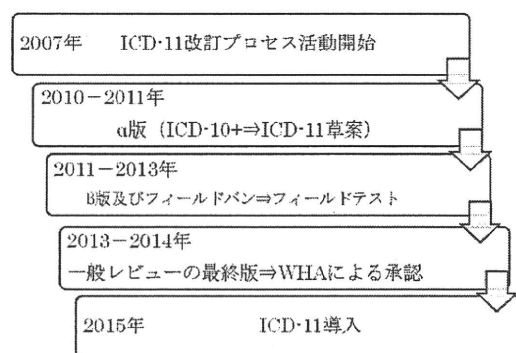 2007年 ICD-11改訂プロセス活動開始
2010－2011年
α版（ICD-10+⇒ICD-11草案）
2011－2013年
B版及びフィールドバン⇒フィールドテスト
2013－2014年
一般レビューの最終版⇒WHAによる承認
2015年 ICD-11導入